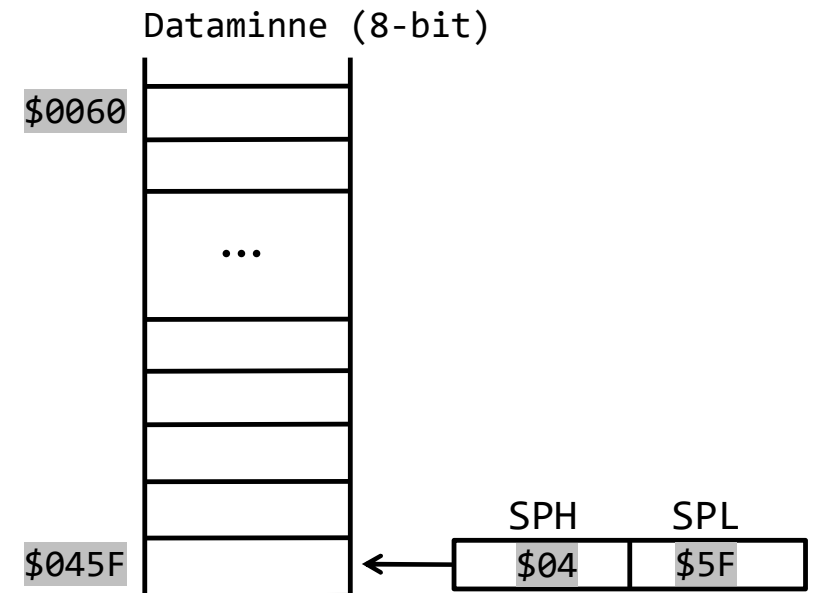 Dataminne (8-bit)
$0060
...
SPH SPL
$045F $04 $5F